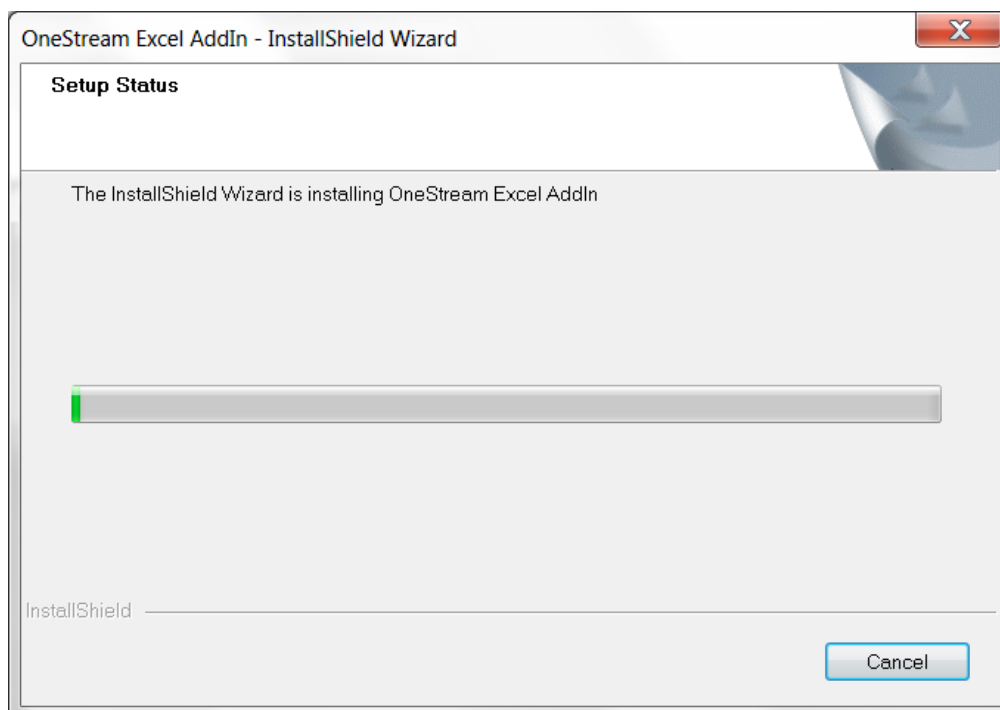 OneStream Excel AddIn - InstallShield Wizard
Setup Status
The InstallShield Wizard is installing OneStream Excel AddIn
InstallShield
Cancel